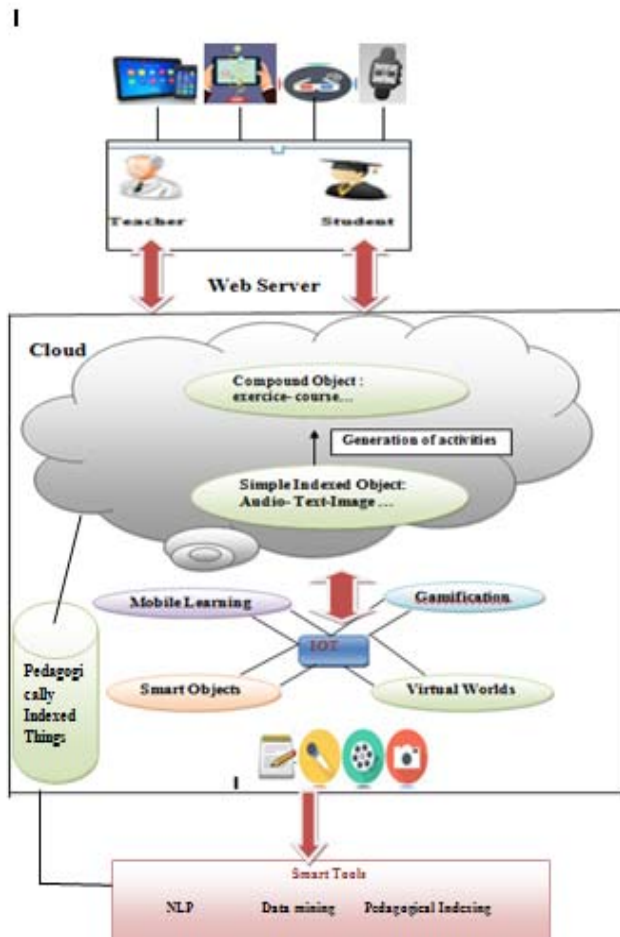 I
Teacher
Student
Web Server
Cloud
Compound Object :
exercice- course...
Generation of activities
Simple Indexed Object:
Audio- Text-Image ...
Mobile Learning
Gamification
IOT
Smart Objects
Virtual Worlds
Pedagogi
cally
Indexed
Things
I
Smart Tools
NLP
Data mining
Pedagogical Indexing